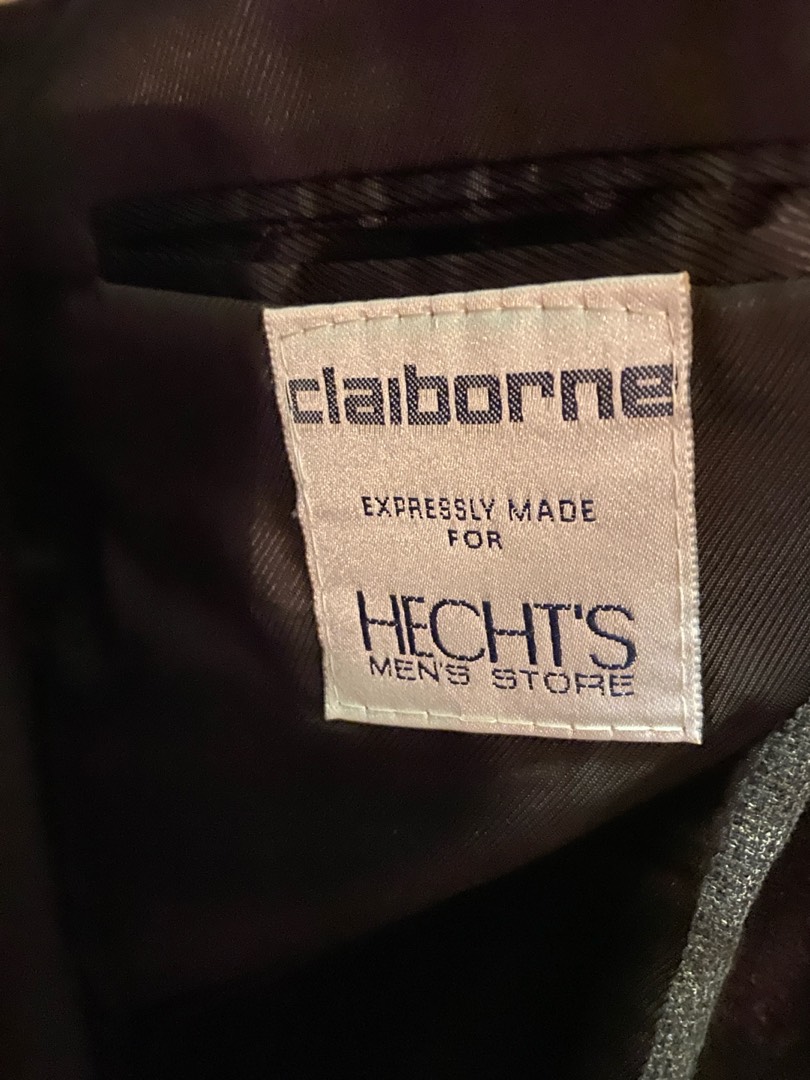 claiborne
EXPRESSLY MADE
FOR
HECHT'S
MEN'S STORE